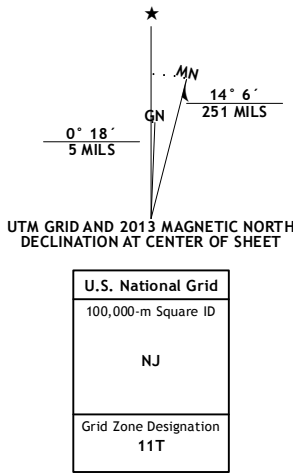 ★
MN
GN
14° 6´
251 MILS
0° 18´
5 MILS
UTM GRID AND 2013 MAGNETIC NORTH
DECLINATION AT CENTER OF SHEET
U.S. National Grid
100,000-m Square ID
NJ
Grid Zone Designation
11T